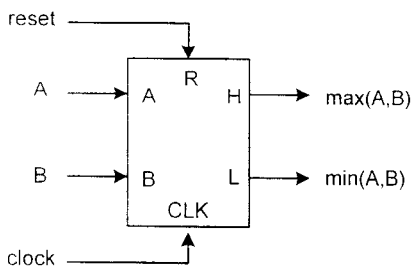 reset
R
A A H max(A,B)
B B L min(A,B)
CLK
clock